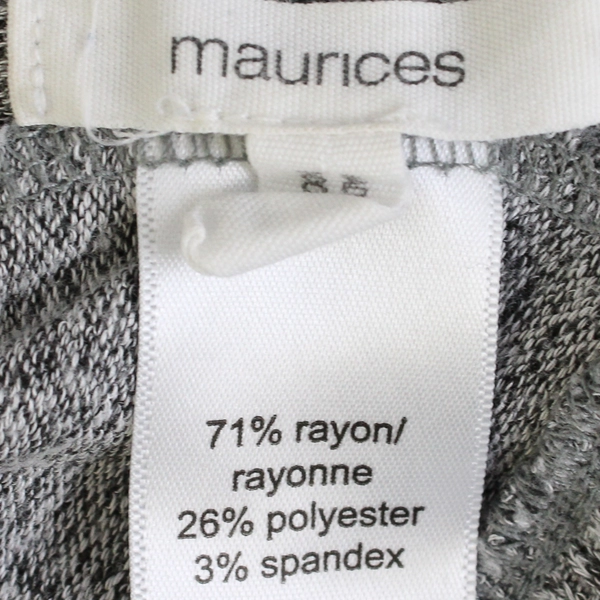 maurices
71% rayon/
rayonne
26% polyester
3% spandex